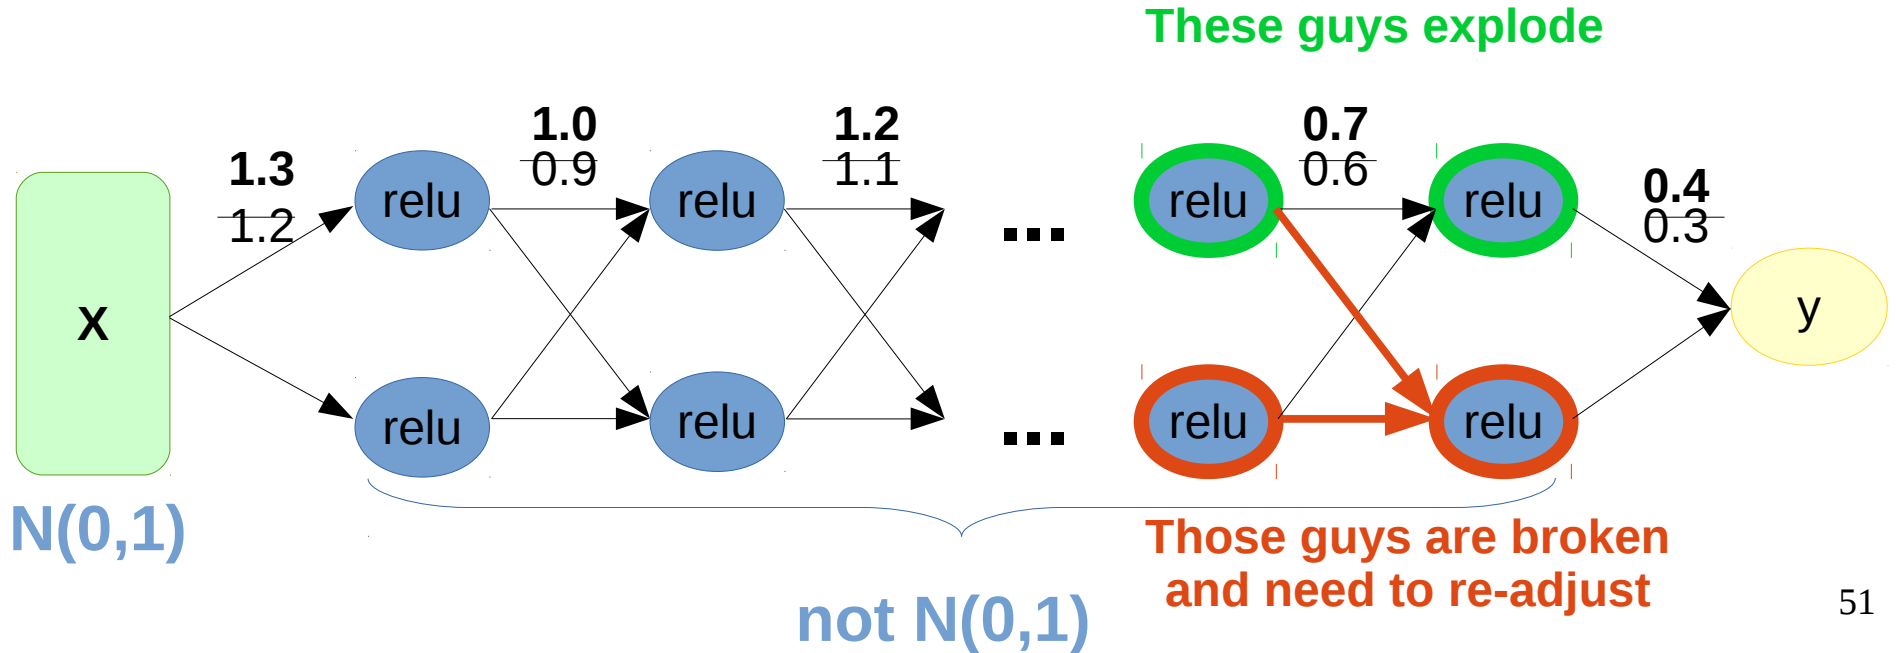 These guys explode
1.3
1.2
1.0
0.9
1.2
1.1
0.7
0.6
0.4
0.3
relu
relu
...
relu
relu
X
y
relu
relu
...
relu
relu
N(0,1)
not N(0,1)
Those guys are broken
and need to re-adjust
51